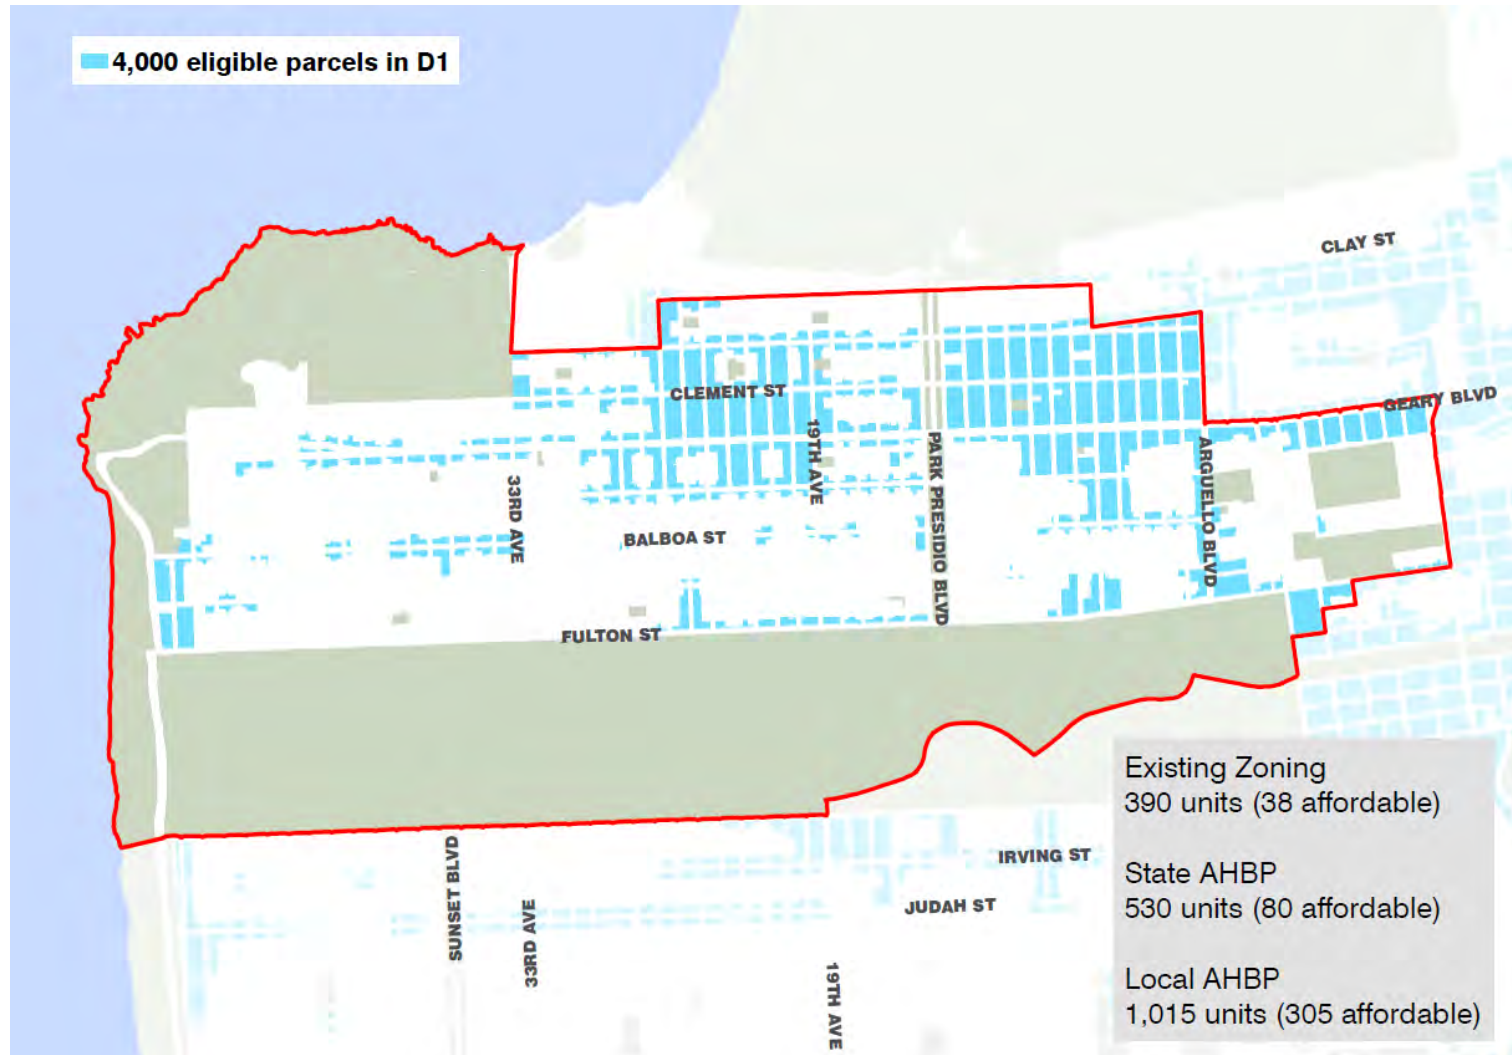 4,000 eligible parcels in D1
CLAY ST
CLEMENT ST
GEARY BLVD
19TH AVE
PARK PRESIDIO BLVD
ARGUELLO BLVD
33RD AVE
BALBOA ST
FULTON ST
Existing Zoning
390 units (38 affordable)
State AHBP
530 units (80 affordable)
Local AHBP
1,015 units (305 affordable)
IRVING ST
JUDAH ST
SUNSET BLVD
33RD AVE
19TH AVE